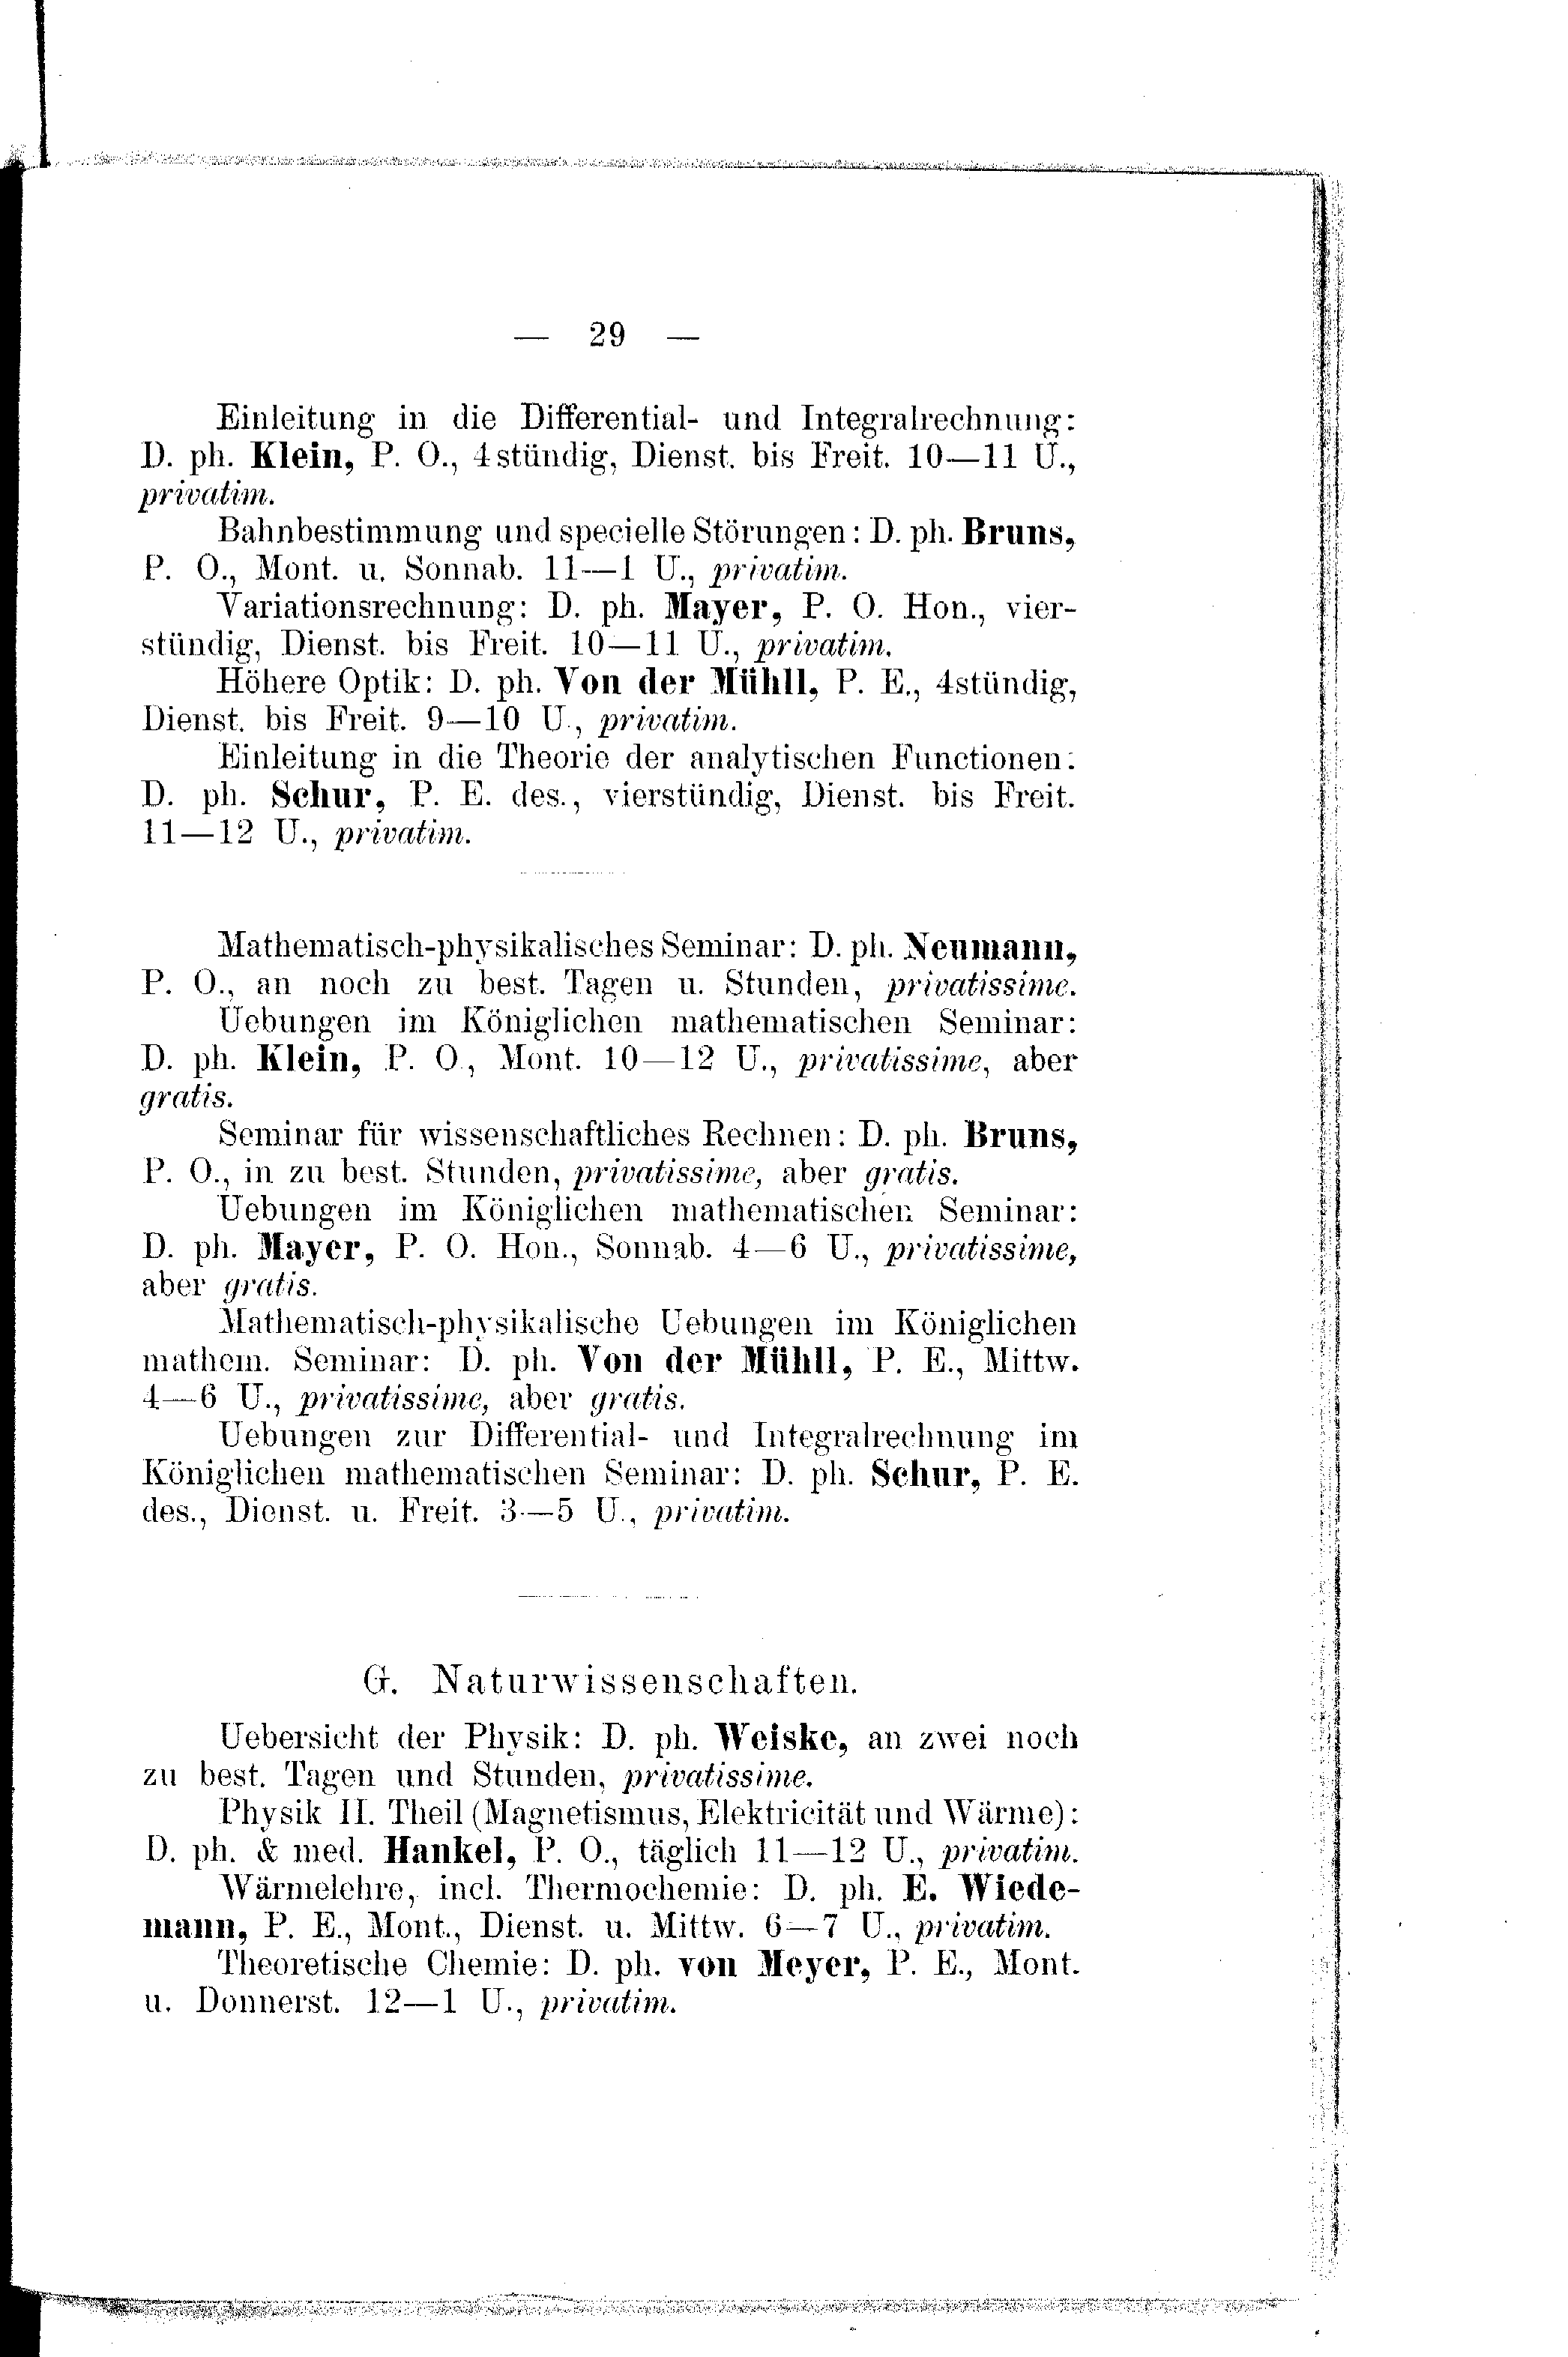 — 29 —
Einleitung in die Differential- und Integralrechnung:
D. ph. Klein, P. O., 4stündig, Dienst. bis Freit. 10—11 U.,
privatim.
Bahnbestimmung und specielle Störungen: D. ph. Bruns,
P. O., Mont. u. Sonnab. 11—1 U., privatim.
Variationsrechnung: D. ph. Mayer, P. O. Hon., vier-
stündig, Dienst. bis Freit. 10—11 U., privatim.
Höhere Optik: D. ph. Von der Mühll, P. E., 4stündig,
Dienst. bis Freit. 9—10 U., privatim.
Einleitung in die Theorie der analytischen Functionen:
D. ph. Schur, P. E. des., vierstündig, Dienst. bis Freit.
11—12 U., privatim.
Mathematisch-physikalisches Seminar: D. ph. Neumann,
P. O., an noch zu best. Tagen u. Stunden, privatissime.
Uebungen im Königlichen mathematischen Seminar:
D. ph. Klein, P. O., Mont. 10—12 U., privatissime, aber
gratis.
Seminar für wissenschaftliches Rechnen: D. ph. Bruns,
P. O., in zu best. Stunden, privatissime, aber gratis.
Uebungen im Königlichen mathematischen Seminar:
D. ph. Mayer, P. O. Hon., Sonnab. 4—6 U., privatissime,
aber gratis.
Mathematisch-physikalische Uebungen im Königlichen
mathem. Seminar: D. ph. Von der Mühll, P. E., Mittw.
4—6 U., privatissime, aber gratis.
Uebungen zur Differential- und Integralrechnung im
Königlichen mathematischen Seminar: D. ph. Schur, P. E.
des., Dienst. u. Freit. 3—5 U., privatim.
G. Naturwissenschaften.
Uebersicht der Physik: D. ph. Weiske, an zwei noch
zu best. Tagen und Stunden, privatissime.
Physik II. Theil (Magnetismus, Elektricität und Wärme):
D. ph. & med. Hankel, P. O., täglich 11—12 U., privatim.
Wärmelehre, incl. Thermochemie: D. ph. E. Wiede-
mann, P. E., Mont., Dienst. u. Mittw. 6—7 U., privatim.
Theoretische Chemie: D. ph. von Meyer, P. E., Mont.
u. Donnerst. 12—1 U., privatim.